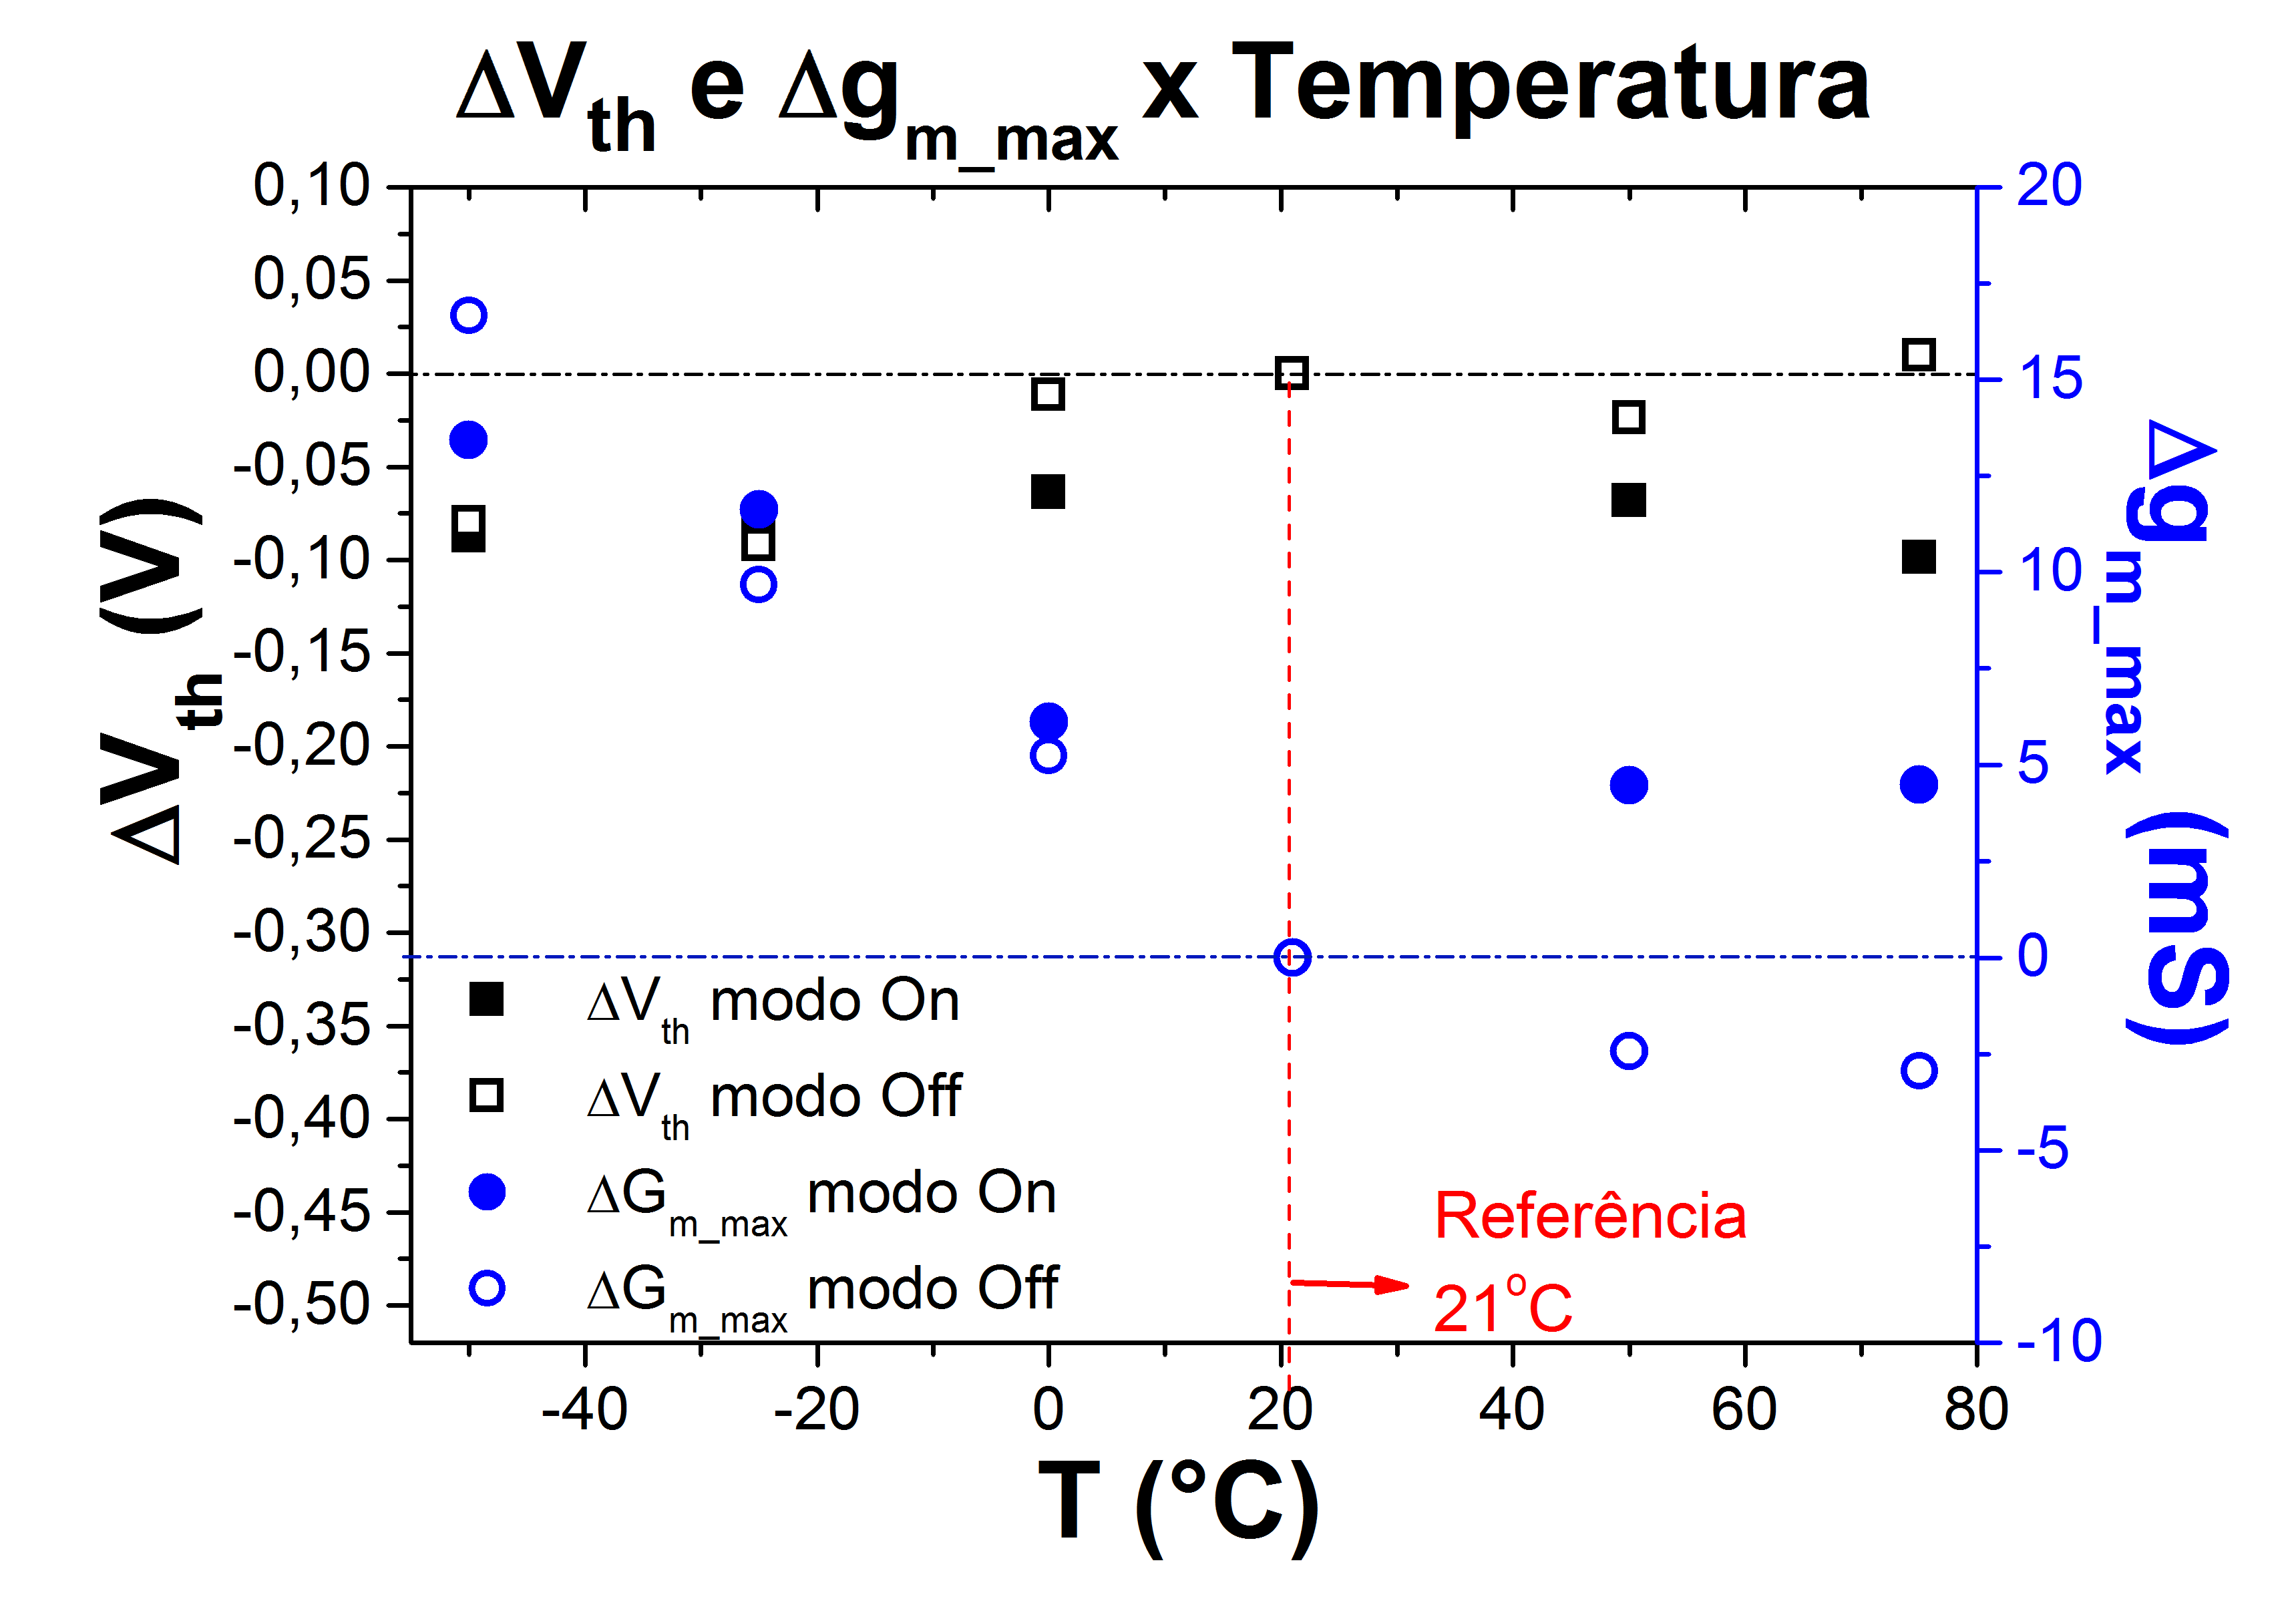 ΔVth e Δgm_max x Temperatura
0,10
0,05
0,00
-0,05
-0,10
-0,15
-0,20
-0,25
-0,30
-0,35
-0,40
-0,45
-0,50
ΔVth (V)
20
15
10
5
0
-5
-10
Δgm_max (mS)
ΔVth modo On
ΔVth modo Off
ΔGm_max modo On
ΔGm_max modo Off
Referência
21°C
-40 -20 0 20 40 60 80
T (°C)